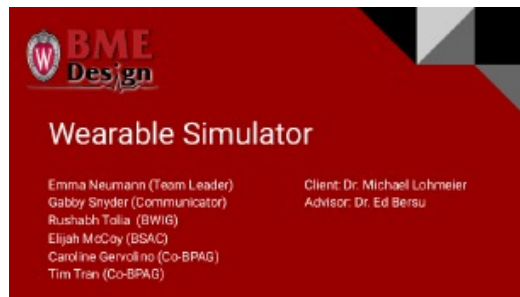 W
BME
Design
Wearable Simulator
Emma Neumann (Team Leader)
Gabby Snyder (Communicator)
Rushabh Tolia (BWIG)
Elijah McCoy (BSAC)
Caroline Gervolino (Co-BPAG)
Tim Tran (Co-BPAG)
Client: Dr. Michael Lohmeier
Advisor: Dr. Ed Bersu